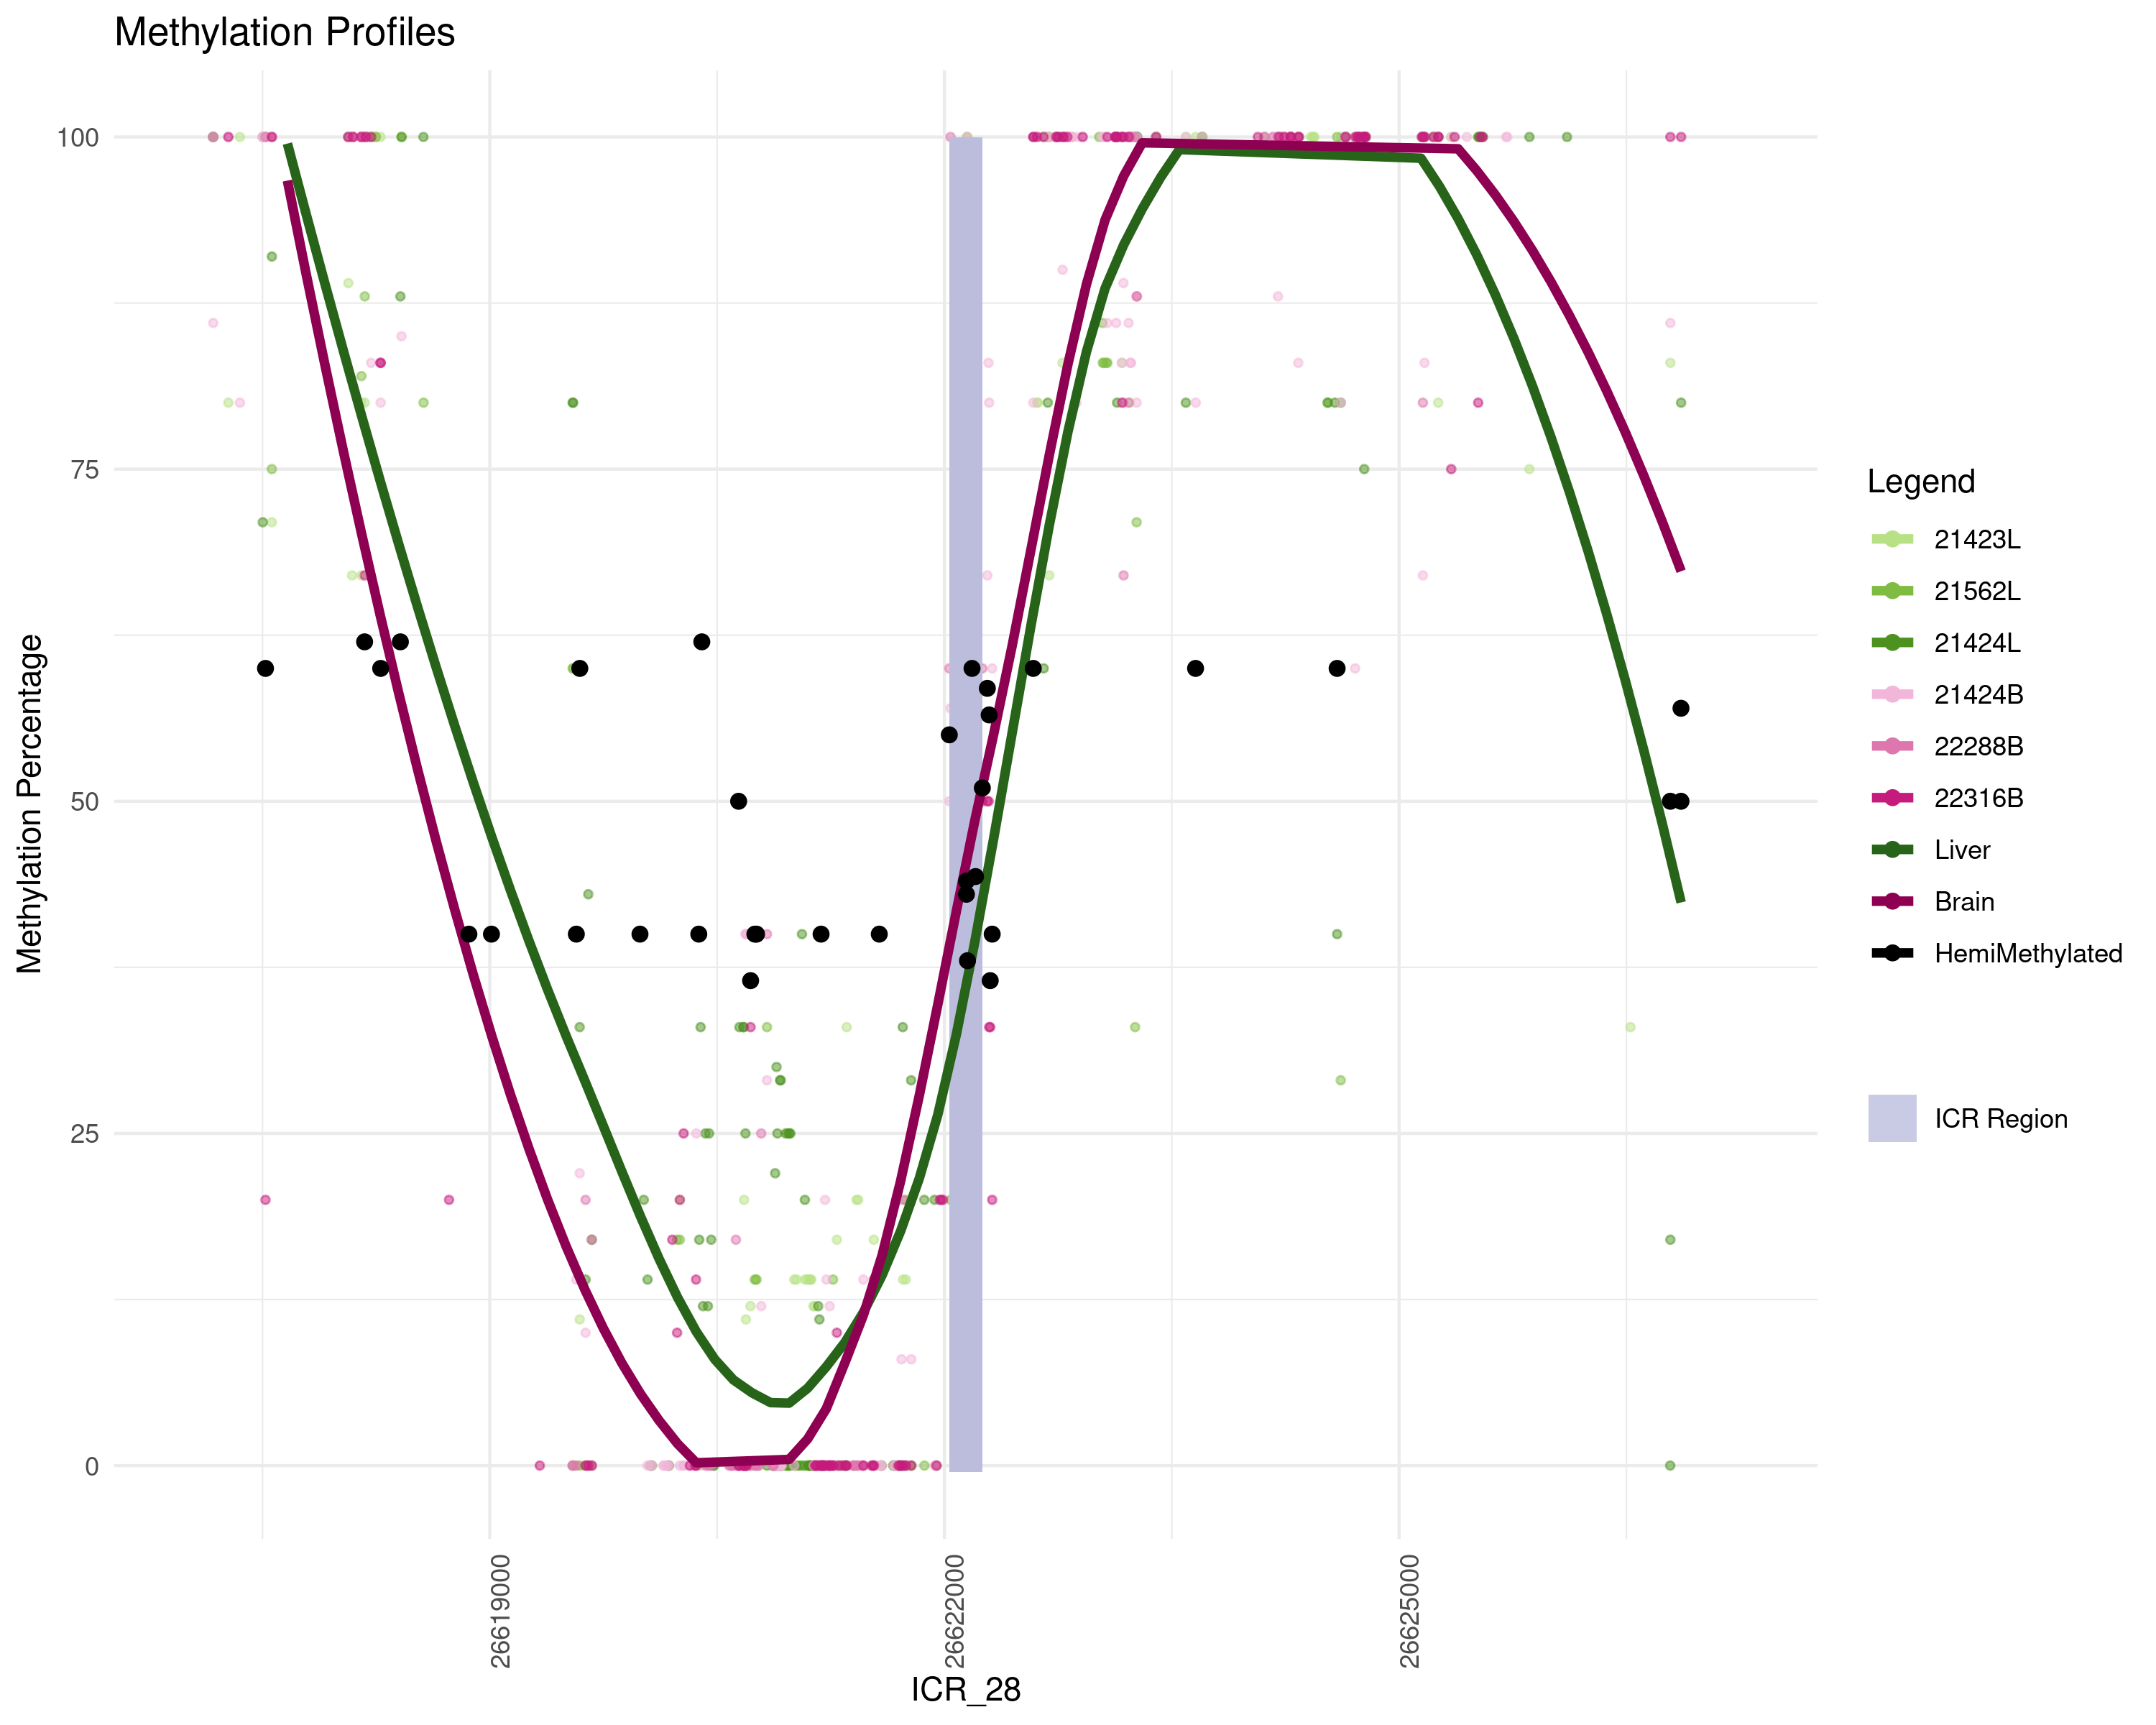 Methylation Profiles
100
75
50
25
0
Methylation Percentage
26619000
26622000
26625000
ICR_28
Legend
21423L
21562L
21424L
21424B
22288B
22316B
Liver
Brain
HemiMethylated
ICR Region